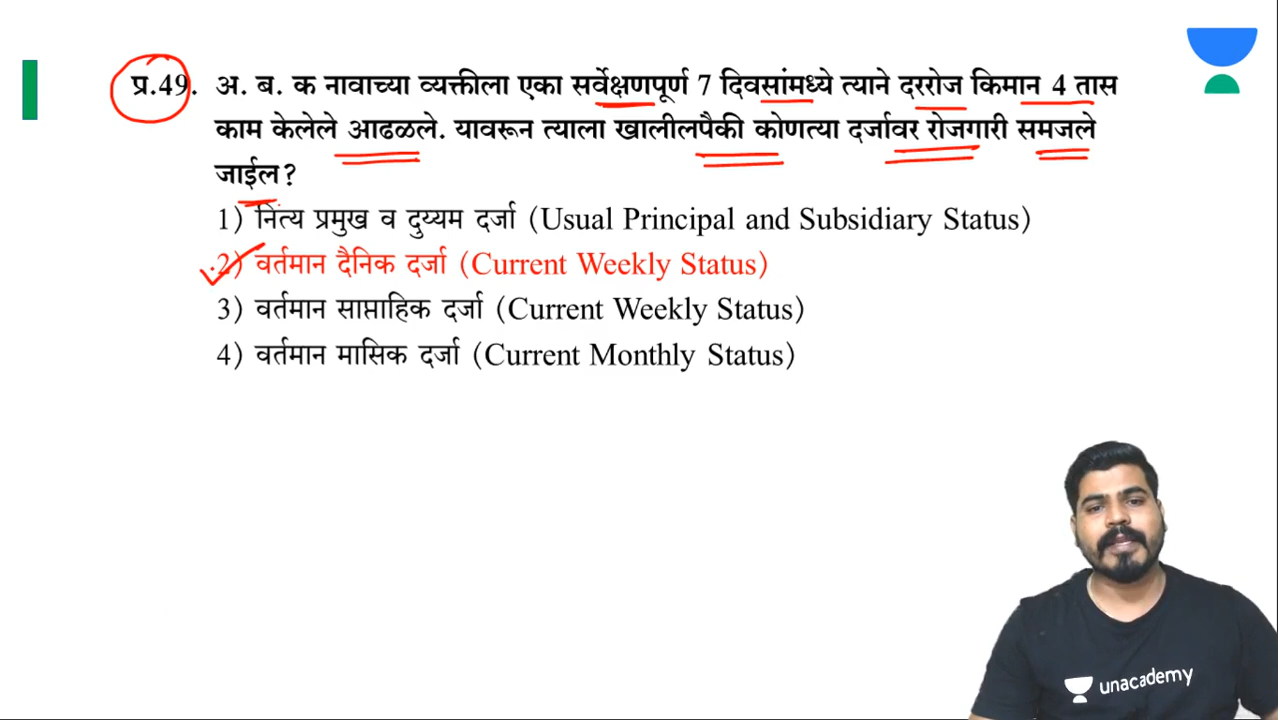 प्र.49. अ. ब. क नावाच्या व्यक्तीला एका सर्वेक्षणपूर्ण 7 दिवसांमध्ये त्याने दररोज किमान 4 तास
काम केलेले आढळले. यावरून त्याला खालीलपैकी कोणत्या दर्जावर रोजगारी समजले
जाईल?
1) नित्य प्रमुख व दुय्यम दर्जा (Usual Principal and Subsidiary Status)
2) वर्तमान दैनिक दर्जा (Current Weekly Status)
3) वर्तमान साप्ताहिक दर्जा (Current Weekly Status)
4) वर्तमान मासिक दर्जा (Current Monthly Status)
unacademy